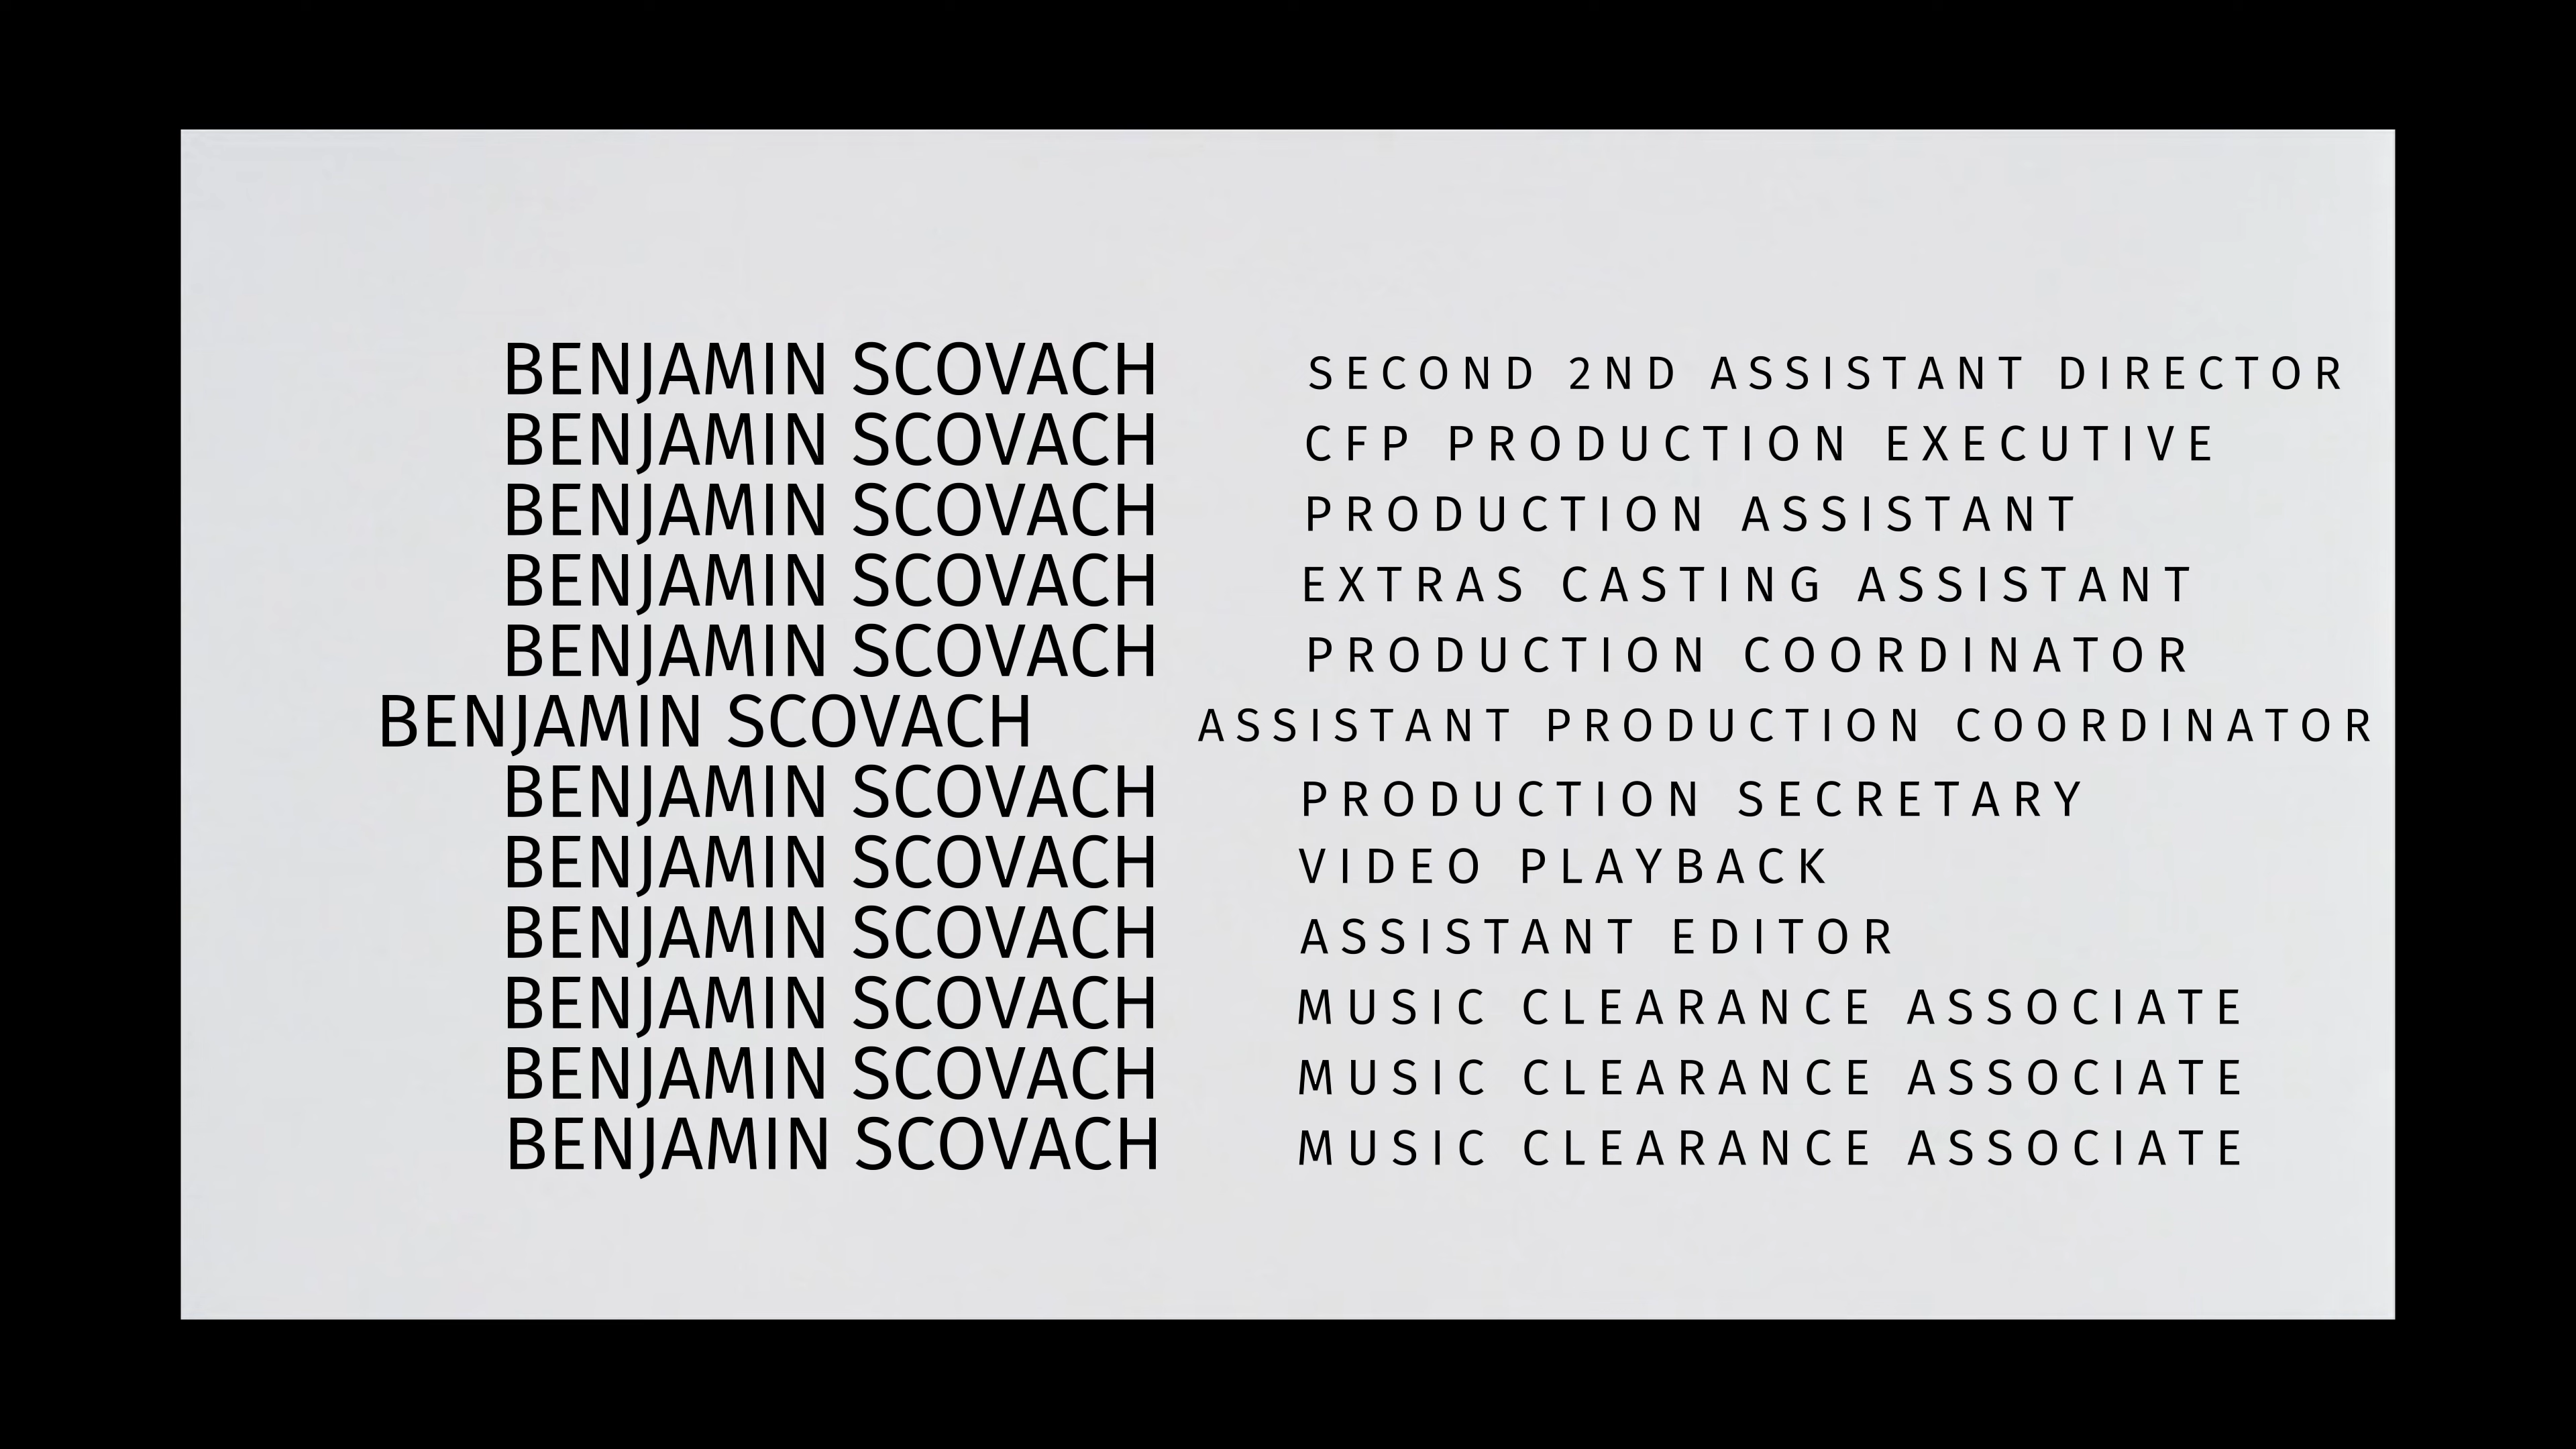 BENJAMIN SCOVACH SECOND 2ND ASSISTANT DIRECTOR
BENJAMIN SCOVACH CFP PRODUCTION EXECUTIVE
BENJAMIN SCOVACH PRODUCTION ASSISTANT
BENJAMIN SCOVACH EXTRAS CASTING ASSISTANT
BENJAMIN SCOVACH PRODUCTION COORDINATOR
BENJAMIN SCOVACH ASSISTANT PRODUCTION COORDINATOR
BENJAMIN SCOVACH PRODUCTION SECRETARY
BENJAMIN SCOVACH VIDEO PLAYBACK
BENJAMIN SCOVACH ASSISTANT EDITOR
BENJAMIN SCOVACH MUSIC CLEARANCE ASSOCIATE
BENJAMIN SCOVACH MUSIC CLEARANCE ASSOCIATE
BENJAMIN SCOVACH MUSIC CLEARANCE ASSOCIATE